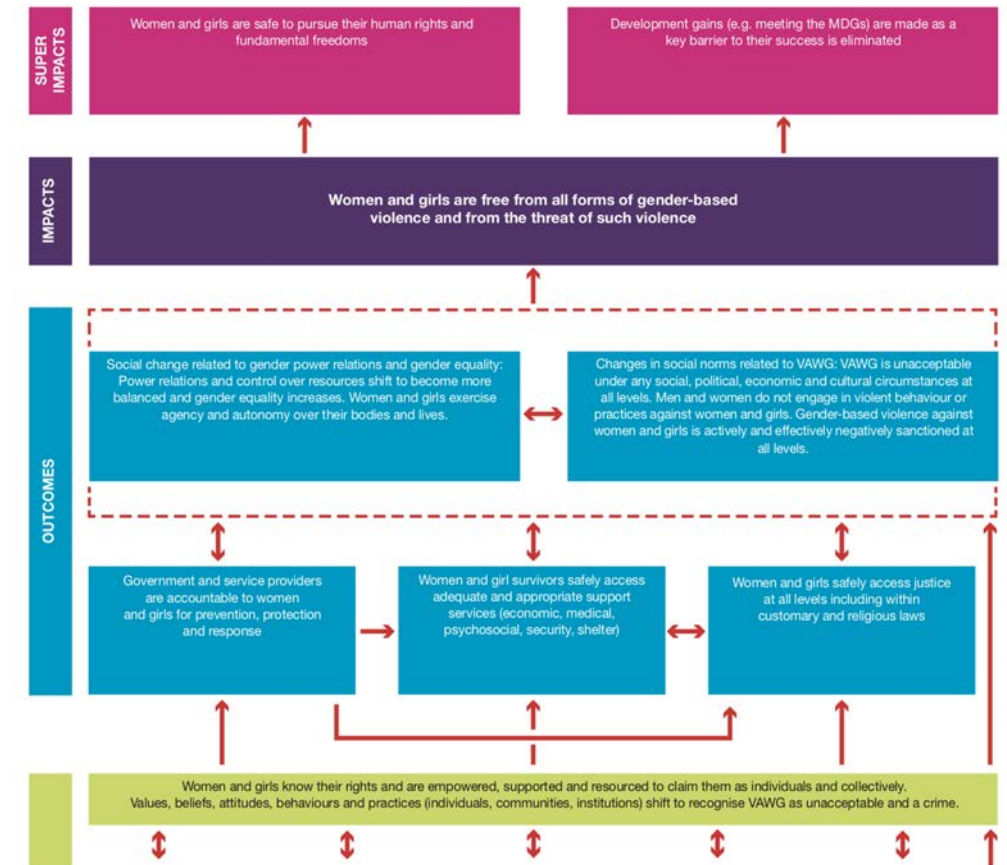 SUPER
IMPACTS
Women and girls are safe to pursue their human rights and
fundamental freedoms
Development gains (e.g. meeting the MDGs) are made as a
key barrier to their success is eliminated
IMPACTS
Women and girls are free from all forms of gender-based
violence and from the threat of such violence
OUTCOMES
Social change related to gender power relations and gender equality:
Power relations and control over resources shift to become more
balanced and gender equality increases. Women and girls exercise
agency and autonomy over their bodies and lives.
Changes in social norms related to VAWG: VAWG is unacceptable
under any social, political, economic and cultural circumstances at
all levels. Men and women do not engage in violent behaviour or
practices against women and girls. Gender-based violence against
women and girls is actively and effectively negatively sanctioned at
all levels.
Government and service providers
are accountable to women
and girls for prevention, protection
and response
Women and girl survivors safely access
adequate and appropriate support
services (economic, medical,
psychosocial, security, shelter)
Women and girls safely access justice
at all levels including within
customary and religious laws
Women and girls know their rights and are empowered, supported and resourced to claim them as individuals and collectively.
Values, beliefs, attitudes, behaviours and practices (individuals, communities, institutions) shift to recognise VAWG as unacceptable and a crime.